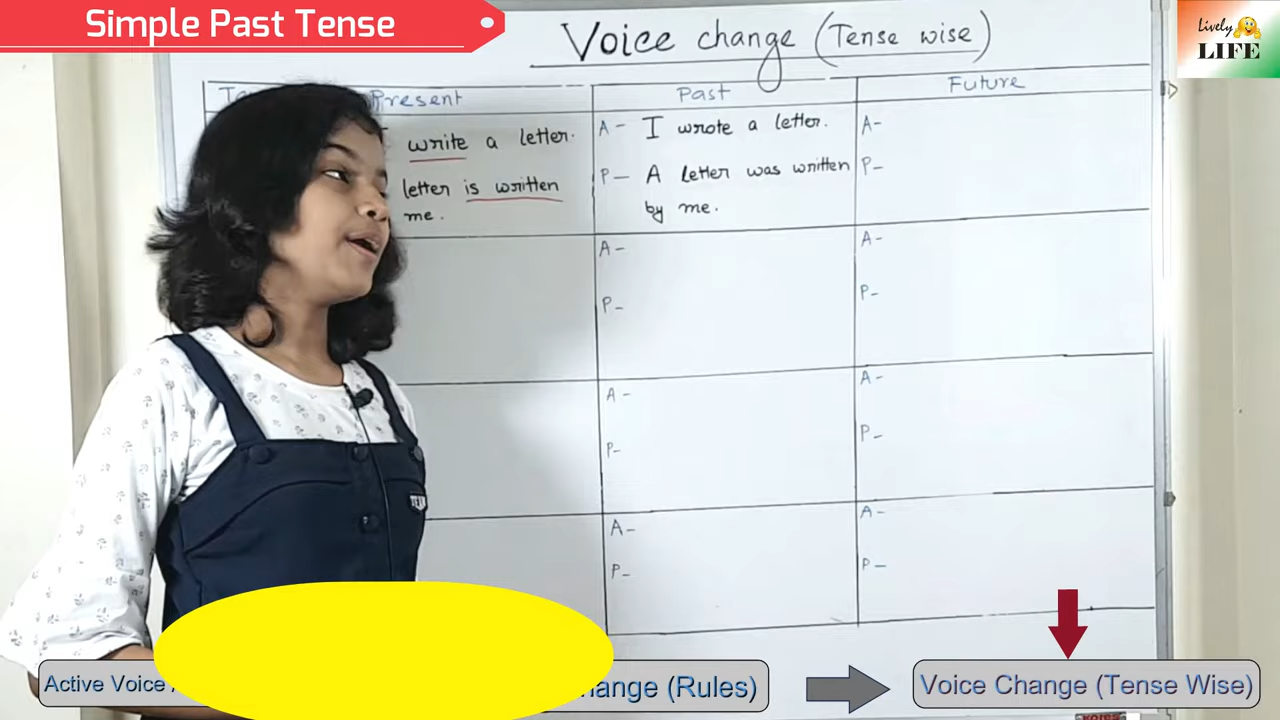 Simple Past Tense
Voice change (Tense wise)
Lively
LIFE
Present
Past
Future
write a letter.
letter is written
me.
A - I wrote a letter.
P - A letter was written
by me.
A-
P-
A -
P-
A -
P-
A -
P-
A -
P-
A -
P-
A -
P-
TEAM
Active Voice
(Rules)
Voice Change (Tense Wise)